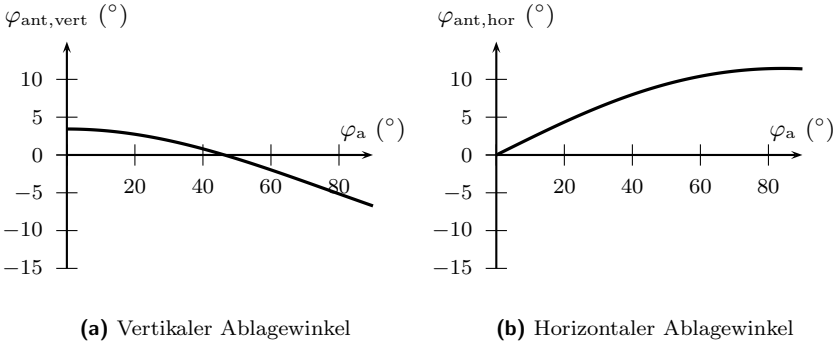 φant,vert (°)
10
5
0
−5
−10
−15
20 40 60 80
φa (°)
(a) Vertikaler Ablagewinkel
φant,hor (°)
10
5
0
−5
−10
−15
20 40 60 80
φa (°)
(b) Horizontaler Ablagewinkel